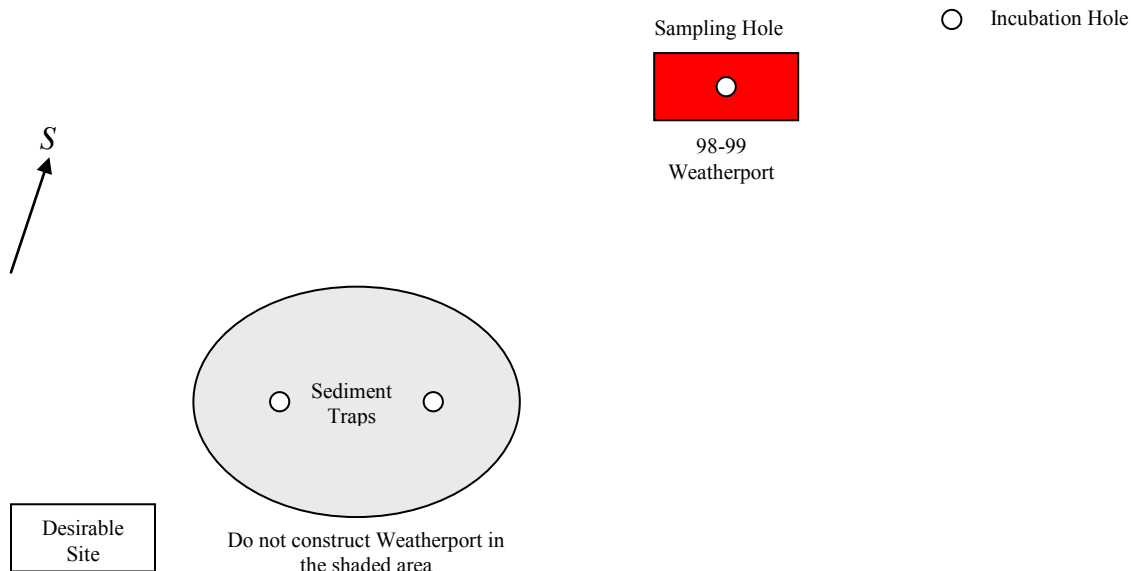 Incubation Hole
Sampling Hole
98-99
Weatherport
S
Sediment
Traps
Desirable
Site
Do not construct Weatherport in
the shaded area